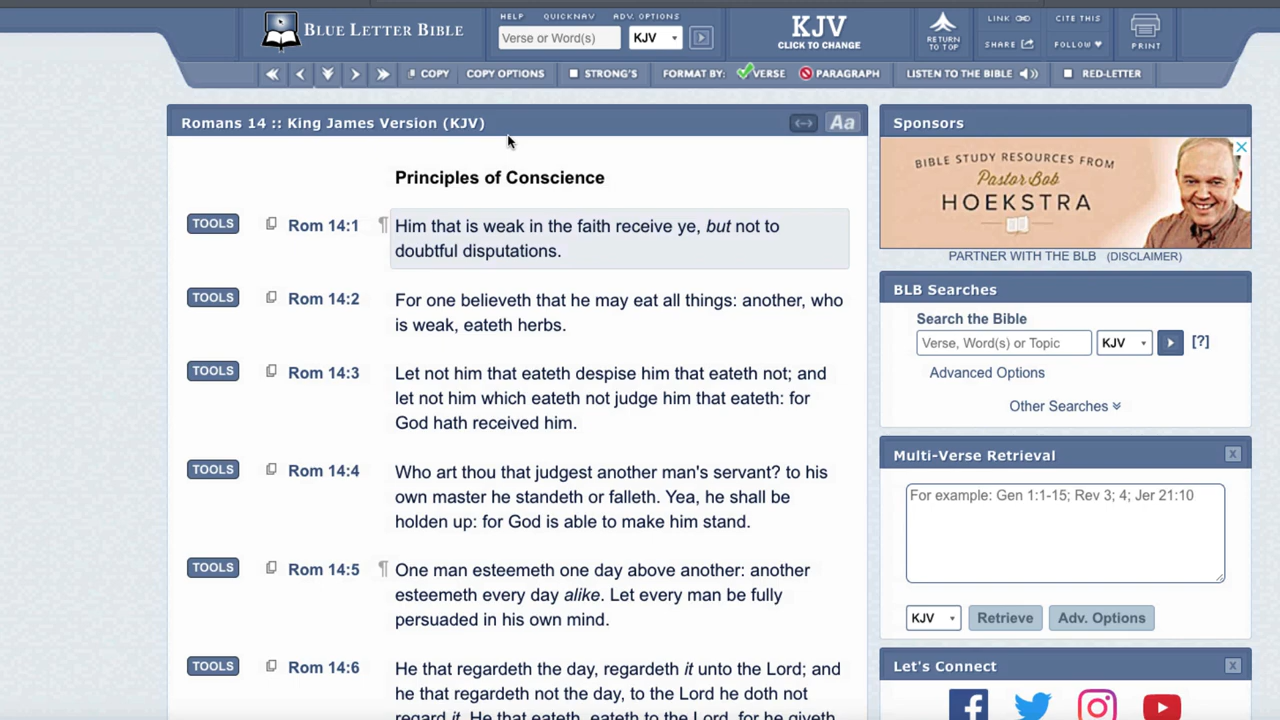 BLUE LETTER BIBLE
HELP QUICKNAV ADV. OPTIONS
Verse or Word(s) KJV
KJV
CLICK TO CHANGE
RETURN
TO TOP
LINK
SHARE
CITE THIS
FOLLOW
PRINT
COPY COPY OPTIONS STRONG'S FORMAT BY: VERSE PARAGRAPH LISTEN TO THE BIBLE RED-LETTER
Romans 14 :: King James Version (KJV)
Aa
Principles of Conscience
TOOLS Rom 14:1 ¶ Him that is weak in the faith receive ye, but not to
doubtful disputations.
TOOLS Rom 14:2 For one believeth that he may eat all things: another, who
is weak, eateth herbs.
TOOLS Rom 14:3 Let not him that eateth despise him that eateth not; and
let not him which eateth not judge him that eateth: for
God hath received him.
TOOLS Rom 14:4 Who art thou that judgest another man's servant? to his
own master he standeth or falleth. Yea, he shall be
holden up: for God is able to make him stand.
TOOLS Rom 14:5 ¶ One man esteemeth one day above another: another
esteemeth every day alike. Let every man be fully
persuaded in his own mind.
TOOLS Rom 14:6 He that regardeth the day, regardeth it unto the Lord; and
he that regardeth not the day, to the Lord he doth not
regard it. He that eateth, eateth to the Lord, for he giveth
Sponsors
BIBLE STUDY RESOURCES FROM
Pastor Bob
HOEKSTRA
PARTNER WITH THE BLB (DISCLAIMER)
BLB Searches
Search the Bible
Verse, Word(s) or Topic KJV [?]
Advanced Options
Other Searches
Multi-Verse Retrieval X
For example: Gen 1:1-15; Rev 3; 4; Jer 21:10
KJV Retrieve Adv. Options
Let's Connect X